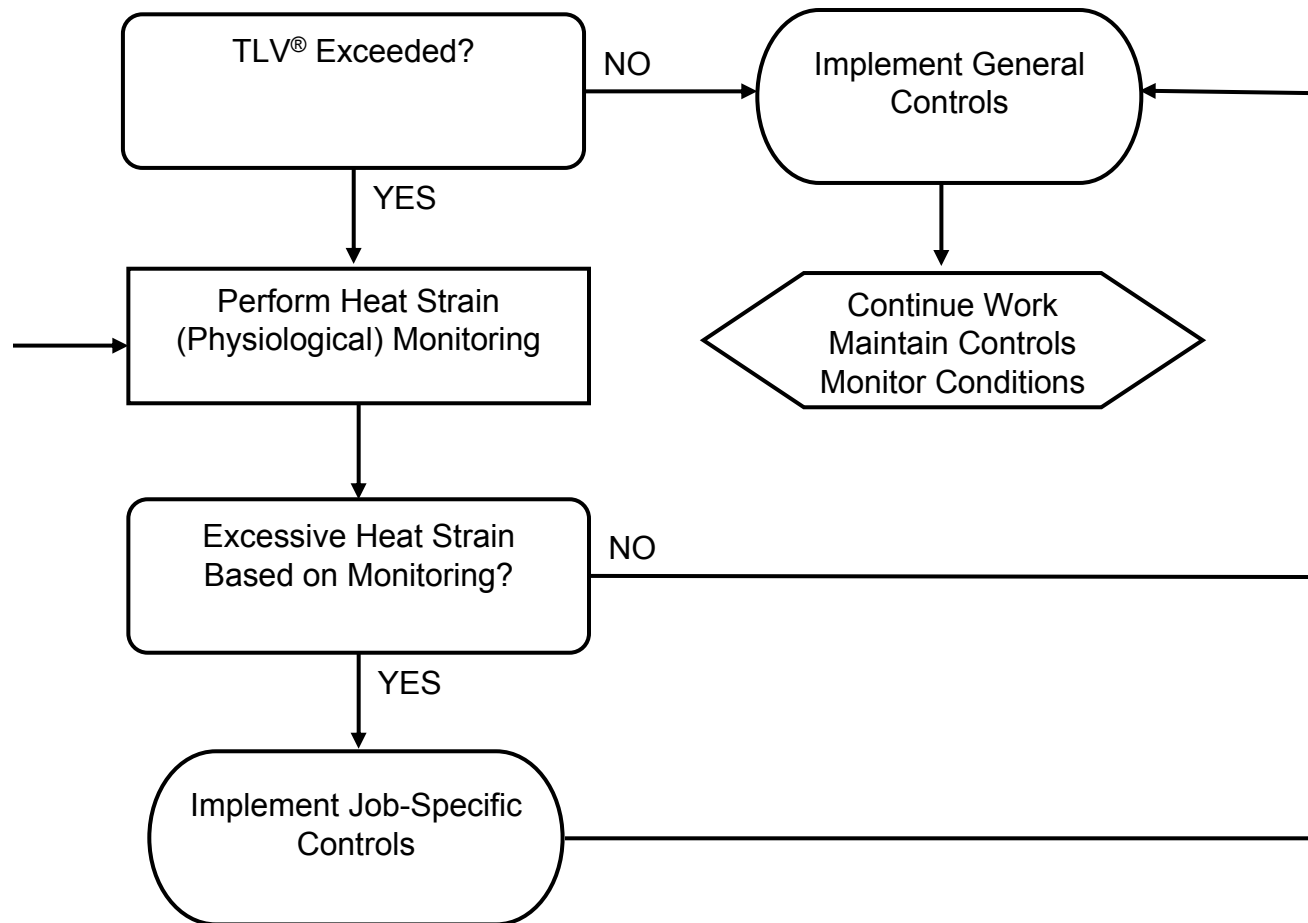 TLV® Exceeded?
NO
Implement General
Controls
YES
Perform Heat Strain
(Physiological) Monitoring
Continue Work
Maintain Controls
Monitor Conditions
Excessive Heat Strain
Based on Monitoring?
NO
YES
Implement Job-Specific
Controls